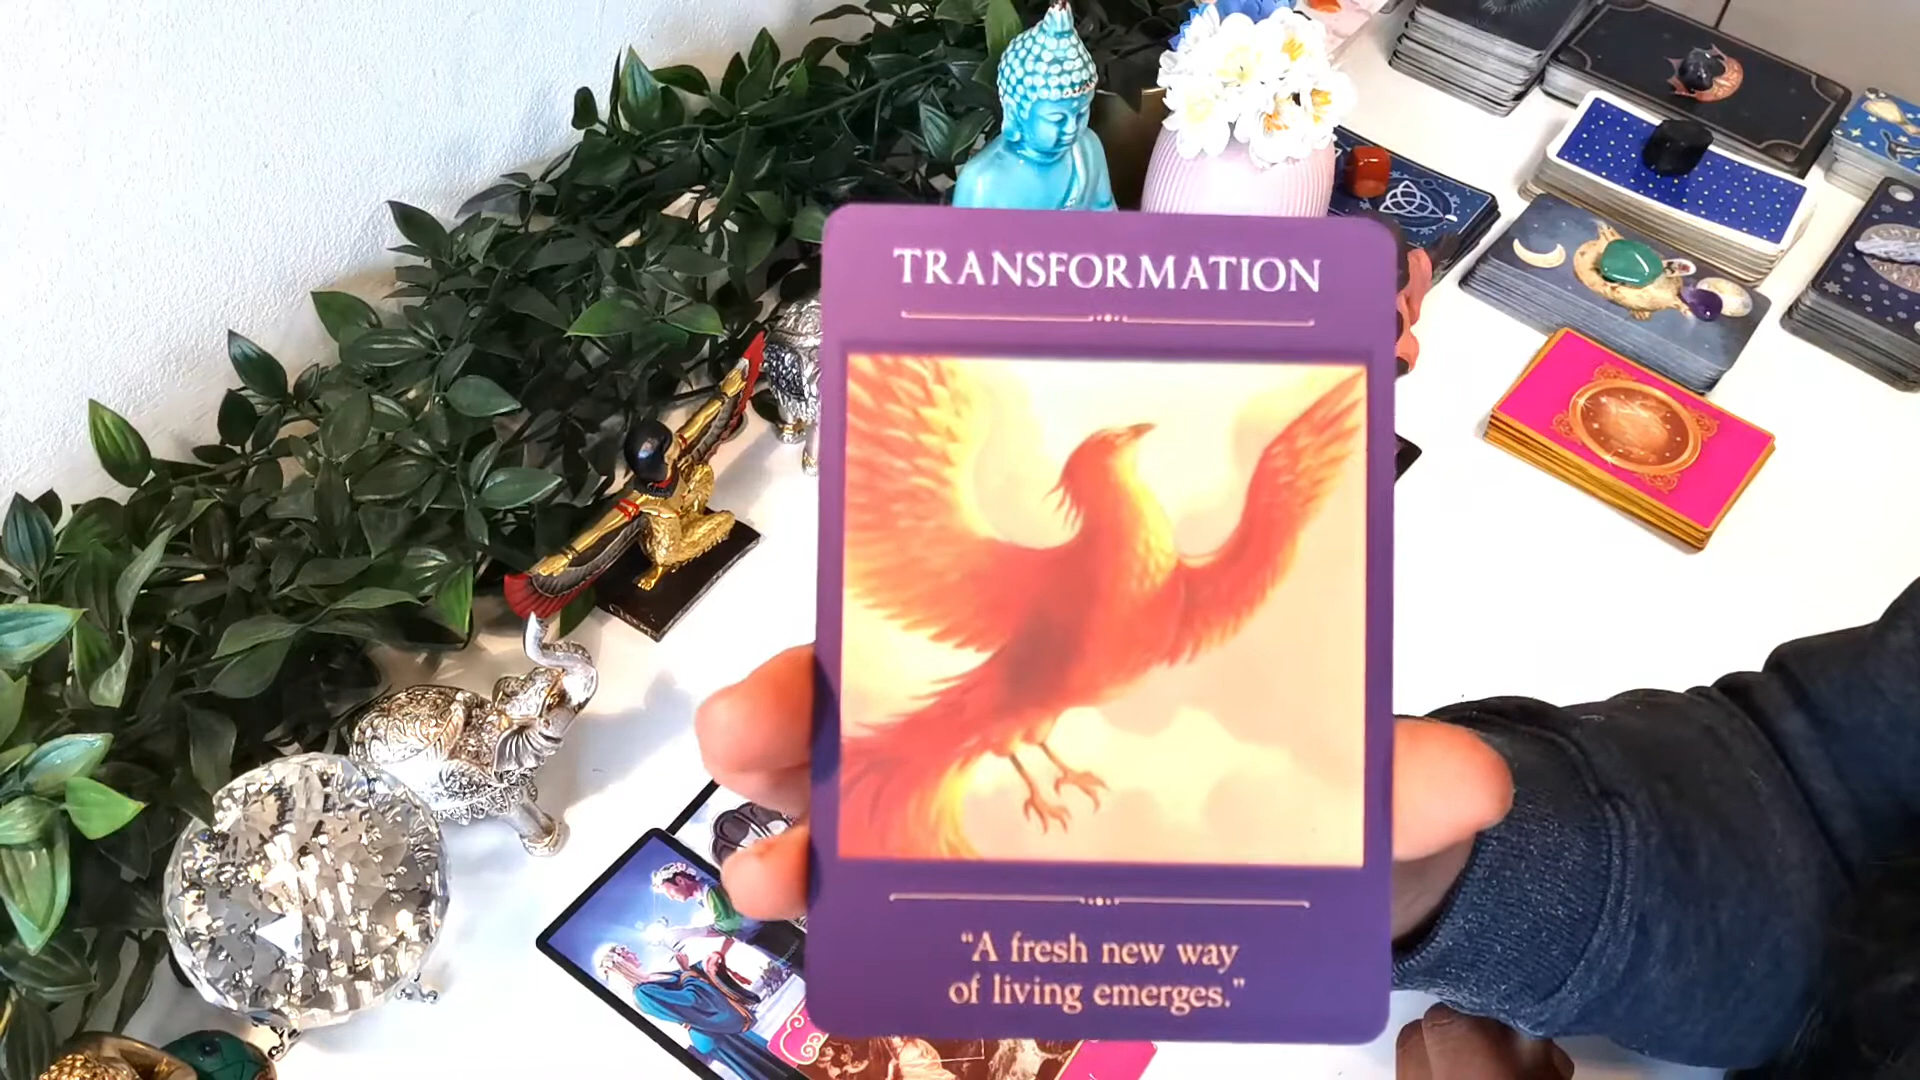 TRANSFORMATION
“A fresh new way
of living emerges.”